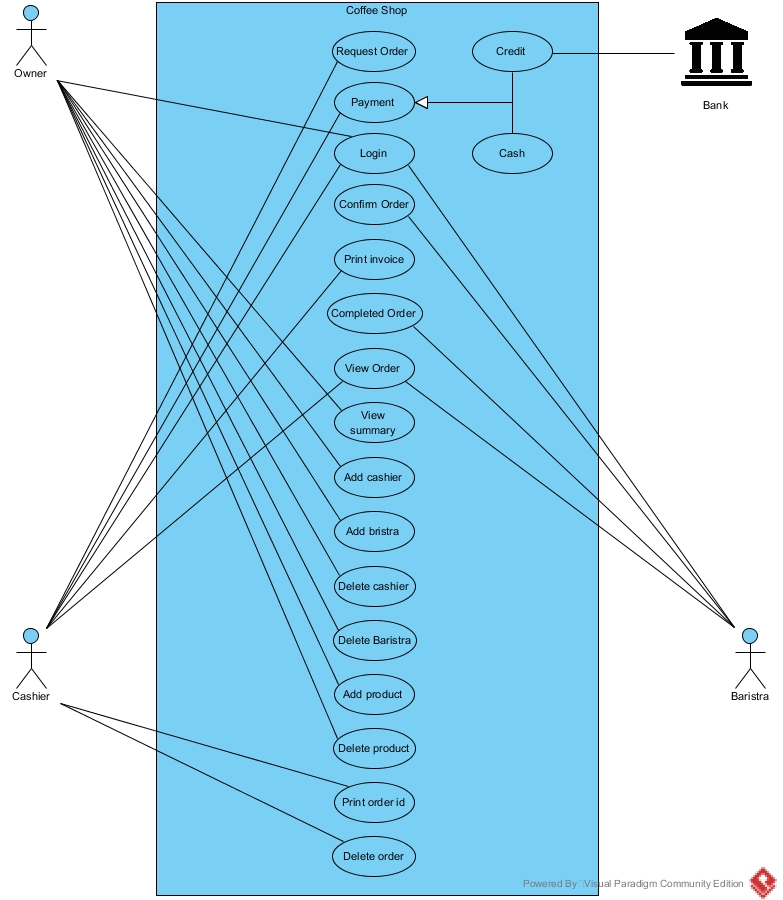 Coffee Shop
Owner
Request Order
Credit
Bank
Payment
Login
Cash
Confirm Order
Print invoice
Completed Order
View Order
View
summary
Add cashier
Add bristra
Delete cashier
Delete Baristra
Add product
Cashier
Baristra
Delete product
Print order id
Delete order
Powered By Visual Paradigm Community Edition